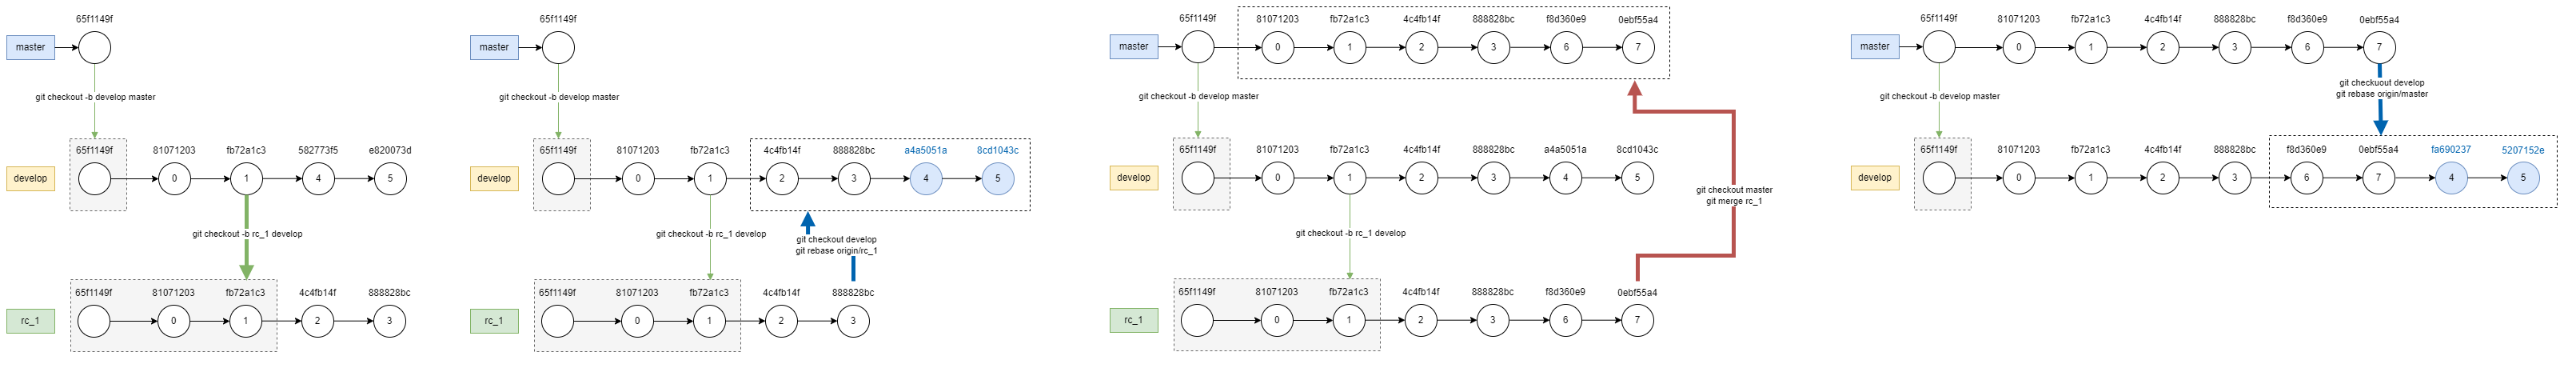 65f1149f
master
git checkout -b develop master
65f1149f 81071203 fb72a1c3 582773f5 e820073d
develop 0 1 4 5
git checkout -b rc_1 develop
65f1149f 81071203 fb72a1c3 4c4fb14f 888828bc
rc_1 0 1 2 3
65f1149f
master
git checkout -b develop master
65f1149f 81071203 fb72a1c3 4c4fb14f 888828bc a4a5051a 8cd1043c
develop 0 1 2 3 4 5
git checkout -b rc_1 develop
git checkout develop
git rebase origin/rc_1
65f1149f 81071203 fb72a1c3 4c4fb14f 888828bc
rc_1 0 1 2 3
65f1149f 81071203 fb72a1c3 4c4fb14f 888828bc f8d360e9 0ebf55a4
master 0 1 2 3 6 7
git checkout -b develop master
65f1149f 81071203 fb72a1c3 4c4fb14f 888828bc a4a5051a 8cd1043c
develop 0 1 2 3 4 5
git checkout master
git merge rc_1
git checkout -b rc_1 develop
65f1149f 81071203 fb72a1c3 4c4fb14f 888828bc f8d360e9 0ebf55a4
rc_1 0 1 2 3 6 7
65f1149f 81071203 fb72a1c3 4c4fb14f 888828bc f8d360e9 0ebf55a4
master 0 1 2 3 6 7
git checkout -b develop master
git checkuout develop
git rebase origin/master
65f1149f 81071203 fb72a1c3 4c4fb14f 888828bc f8d360e9 0ebf55a4 fa690237 5207152e
develop 0 1 2 3 6 7 4 5